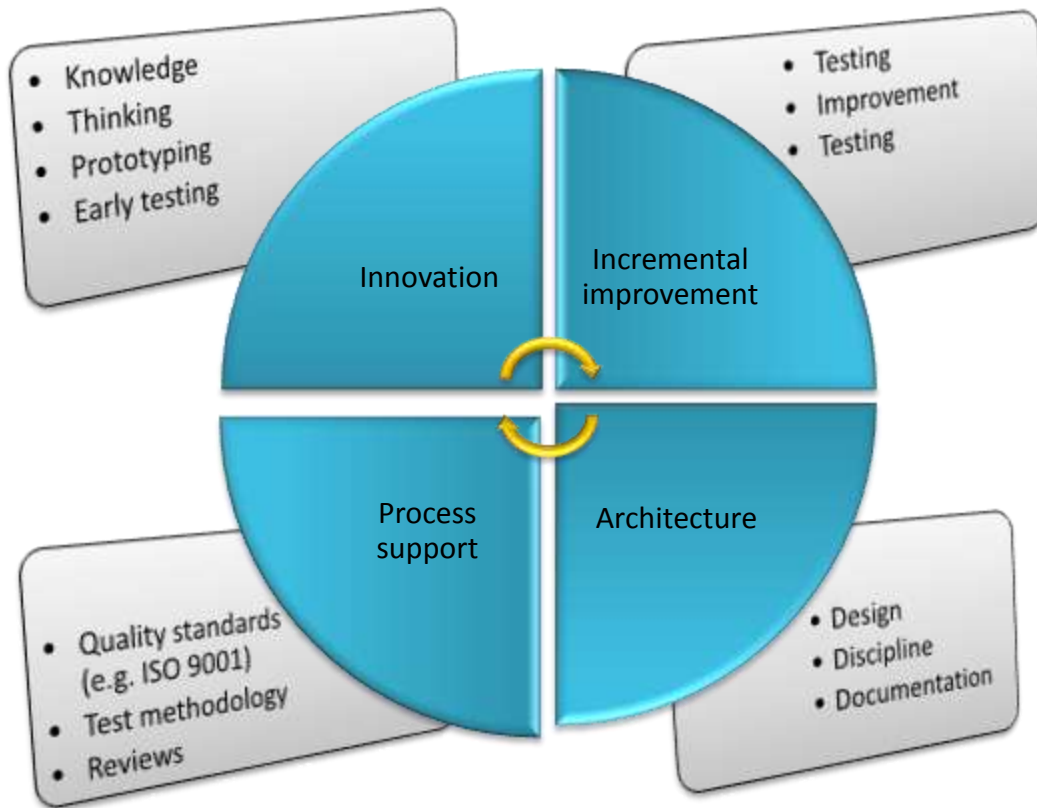 • Knowledge
• Thinking
• Prototyping
• Early testing
• Testing
• Improvement
• Testing
Innovation
Incremental
improvement
Process
support
Architecture
• Quality standards
(e.g. ISO 9001)
• Test methodology
• Reviews
• Design
• Discipline
• Documentation